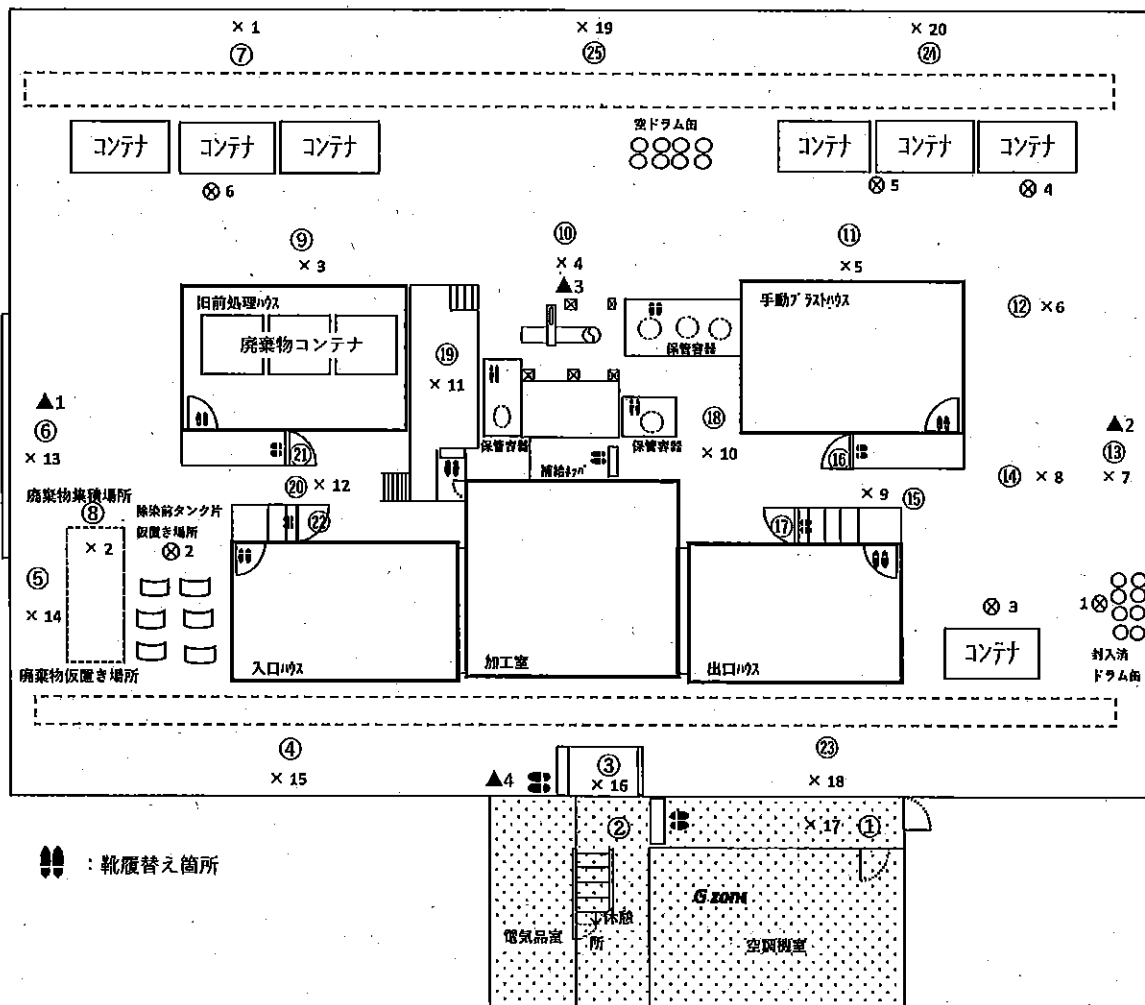 × 1
× 19
× 20
⑦
㉕
㉔
コンテナ
コンテナ
コンテナ
空ドラム缶
コンテナ
コンテナ
コンテナ
⊗ 6
⊗ 5
⊗ 4
⑨
⑩
⑪
× 3
× 4
× 5
▲3
旧前処理ハウス
手動ブラストハウス
⑫ × 6
廃棄物コンテナ
保管容器
⑲
× 11
▲1
⑥
× 13
⑱
▲2
⑬
保管容器
保管容器
× 10
㉑
⑯
補給ホッパ
⑭ × 8
× 7
⑳ × 12
× 9
⑮
廃棄物集積場所
⑧
除染前タンク片
仮置き場所
㉒
⑰
× 2
⊗ 2
⑤
× 14
⊗ 3
1 ⊗
コンテナ
封入済
ドラム缶
廃棄物仮置き場所
入口ハウス
加工室
出口ハウス
④
③
㉓
× 15
▲4
× 16
× 18
②
× 17
①
：靴履替え箇所
G zone
休憩
所
電気品室
空調機室